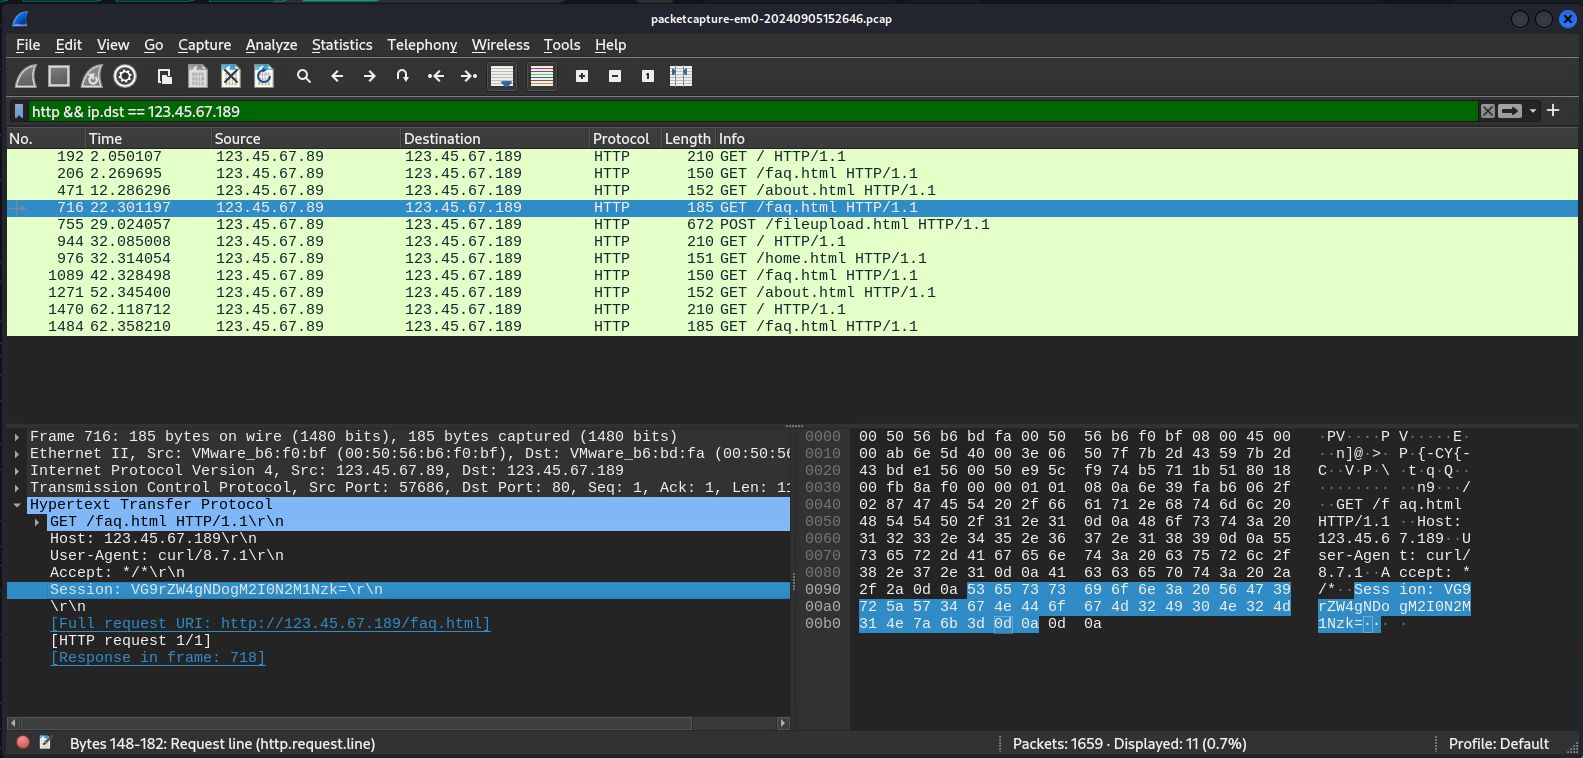 packetcapture-em0-20240905152646.pcap
File Edit View Go Capture Analyze Statistics Telephony Wireless Tools Help
http && ip.dst == 123.45.67.189
No. Time Source Destination Protocol Length Info
192 2.050107 123.45.67.89 123.45.67.189 HTTP 210 GET / HTTP/1.1
206 2.269695 123.45.67.89 123.45.67.189 HTTP 150 GET /faq.html HTTP/1.1
471 12.286296 123.45.67.89 123.45.67.189 HTTP 152 GET /about.html HTTP/1.1
716 22.301197 123.45.67.89 123.45.67.189 HTTP 185 GET /faq.html HTTP/1.1
755 29.024057 123.45.67.89 123.45.67.189 HTTP 672 POST /fileupload.html HTTP/1.1
944 32.085008 123.45.67.89 123.45.67.189 HTTP 210 GET / HTTP/1.1
976 32.314054 123.45.67.89 123.45.67.189 HTTP 151 GET /home.html HTTP/1.1
1089 42.328498 123.45.67.89 123.45.67.189 HTTP 150 GET /faq.html HTTP/1.1
1271 52.345400 123.45.67.89 123.45.67.189 HTTP 152 GET /about.html HTTP/1.1
1470 62.118712 123.45.67.89 123.45.67.189 HTTP 210 GET / HTTP/1.1
1484 62.358210 123.45.67.89 123.45.67.189 HTTP 185 GET /faq.html HTTP/1.1
Frame 716: 185 bytes on wire (1480 bits), 185 bytes captured (1480 bits)
Ethernet II, Src: VMware_b6:f0:bf (00:50:56:b6:f0:bf), Dst: VMware_b6:bd:fa (00:50:56
Internet Protocol Version 4, Src: 123.45.67.89, Dst: 123.45.67.189
Transmission Control Protocol, Src Port: 57686, Dst Port: 80, Seq: 1, Ack: 1, Len: 11
Hypertext Transfer Protocol
GET /faq.html HTTP/1.1\r\n
Host: 123.45.67.189\r\n
User-Agent: curl/8.7.1\r\n
Accept: */*\r\n
Session: VG9rZW4gNDogM2I0N2M1Nzk=\r\n
\r\n
[Full request URI: http://123.45.67.189/faq.html]
[HTTP request 1/1]
[Response in frame: 718]
0000 00 50 56 b6 bd fa 00 50 56 b6 f0 bf 08 00 45 00 ·PV····P V·····E·
0010 00 ab 6e 5d 40 00 3e 06 50 7f 7b 2d 43 59 7b 2d ··n]@·>· P·{-CY{-
0020 43 bd e1 56 00 50 e9 5c f9 74 b5 71 1b 51 80 18 C··V·P·\ ·t·q·Q··
0030 00 fb 8a f0 00 00 01 01 08 0a 6e 39 fa b6 06 2f ········ ··n9···/
0040 02 87 47 45 54 20 2f 66 61 71 2e 68 74 6d 6c 20 ··GET /f aq.html
0050 48 54 54 50 2f 31 2e 31 0d 0a 48 6f 73 74 3a 20 HTTP/1.1 ··Host:
0060 31 32 33 2e 34 35 2e 36 37 2e 31 38 39 0d 0a 55 123.45.6 7.189··U
0070 73 65 72 2d 41 67 65 6e 74 3a 20 63 75 72 6c 2f ser-Agen t: curl/
0080 38 2e 37 2e 31 0d 0a 41 63 63 65 70 74 3a 20 2a 8.7.1··A ccept: *
0090 2f 2a 0d 0a 53 65 73 73 69 6f 6e 3a 20 56 47 39 /*··Sess ion: VG9
00a0 72 5a 57 34 67 4e 44 6f 67 4d 32 49 30 4e 32 4d rZW4gNDo gM2I0N2M
00b0 31 4e 7a 6b 3d 0d 0a 0d 0a 1Nzk=··· ·
Bytes 148-182: Request line (http.request.line)
Packets: 1659 · Displayed: 11 (0.7%)
Profile: Default